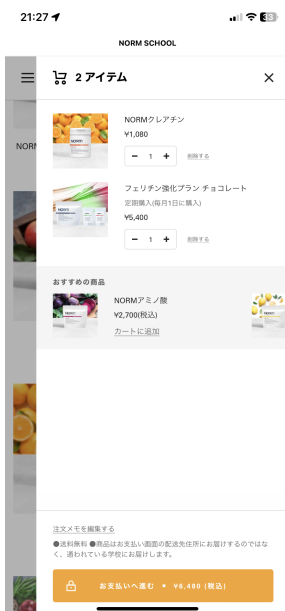 21:27
83
NORM SCHOOL
2 アイテム
NORMクレアチン
¥1,080
− 1 +
削除する
フェリチン強化プラン チョコレート
定期購入(毎月1日に購入)
¥5,400
− 1 +
削除する
おすすめの商品
NORMアミノ酸
¥2,700(税込)
カートに追加
注文メモを編集する
●送料無料 ●商品はお支払い画面の配送先住所にお届けするのではな
く、通われている学校にお届けします。
お支払いへ進む • ¥6,480 (税込)